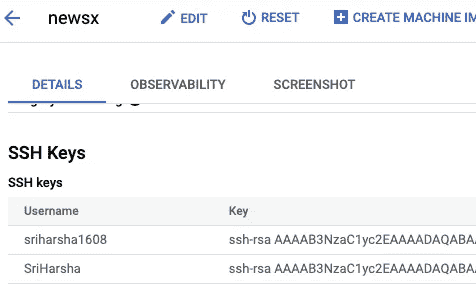 newsx EDIT RESET CREATE MACHINE IM
DETAILS OBSERVABILITY SCREENSHOT
SSH Keys
SSH keys
Username Key
sriharsha1608 ssh-rsa AAAAB3NzaC1yc2EAAAADAQABA
SriHarsha ssh-rsa AAAAB3NzaC1yc2EAAAADAQABA